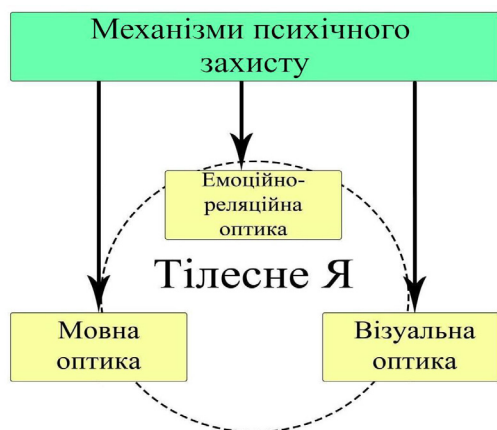 Механізми психічного
захисту
Емоційно-
реляційна
оптика
Тілесне Я
Мовна
оптика
Візуальна
оптика